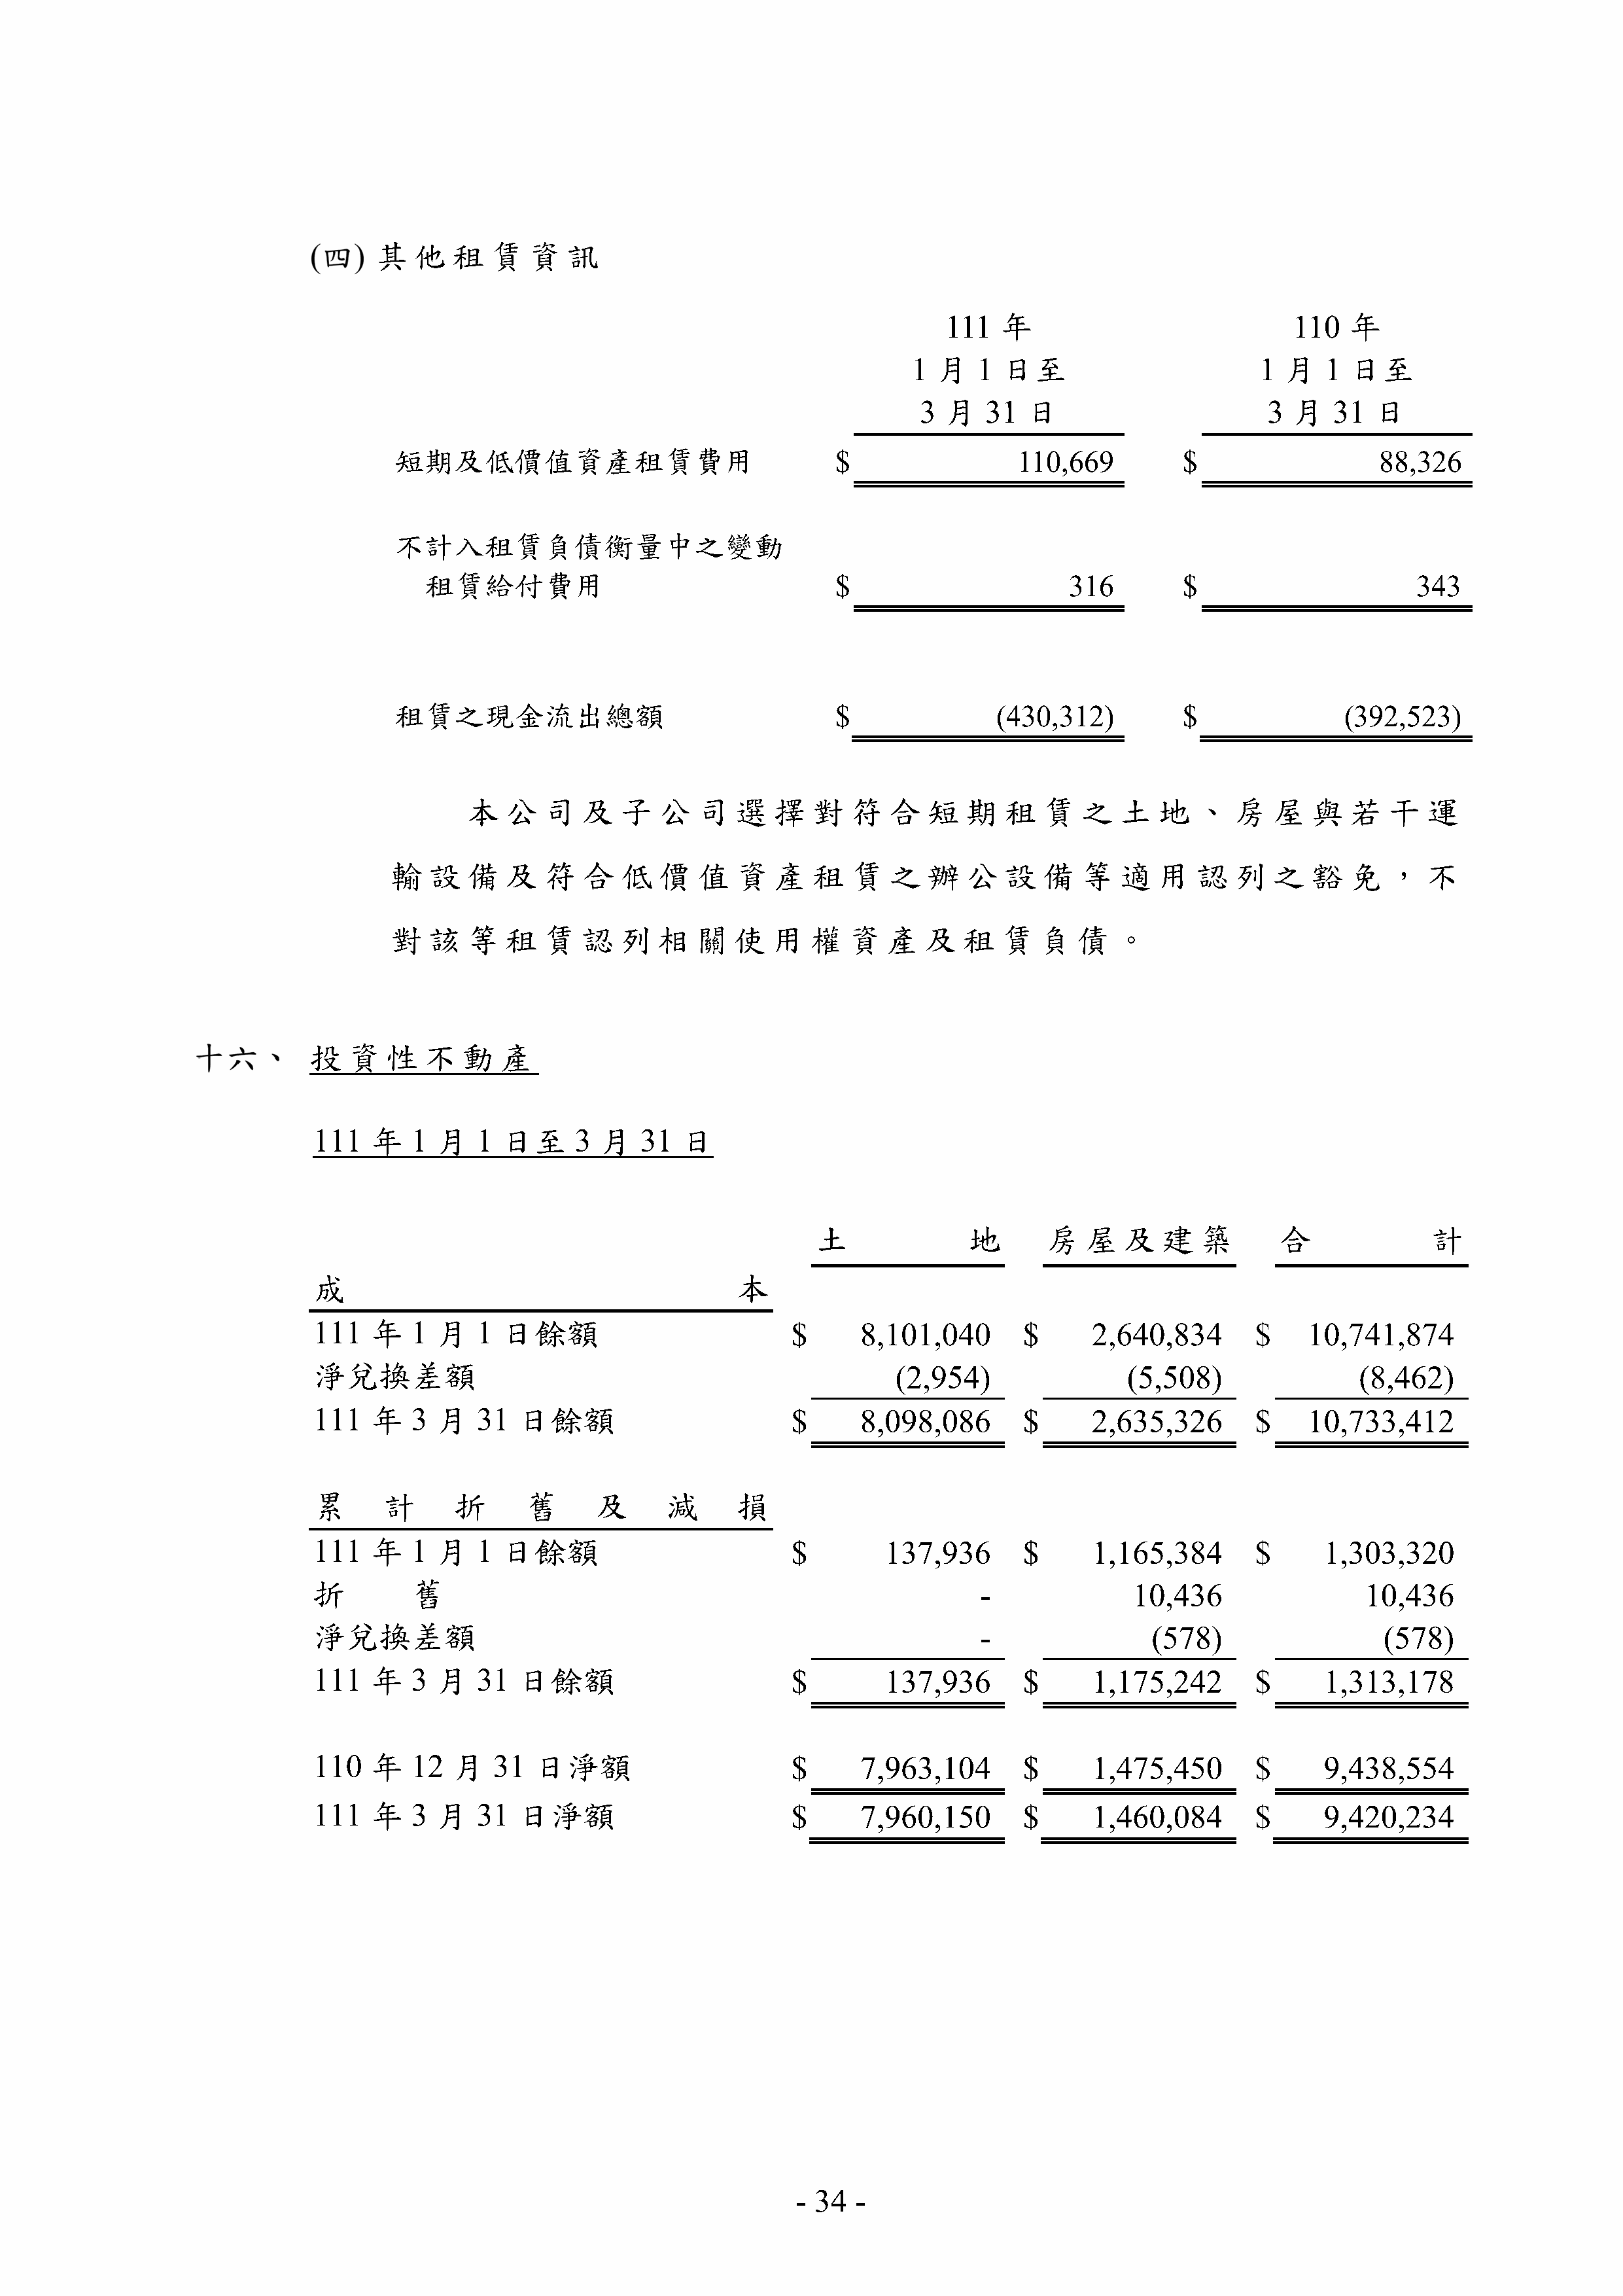 (四) 其他租賃資訊
111 年 110 年
1 月 1 日至 1 月 1 日至
3 月 31 日 3 月 31 日
短期及低價值資產租賃費用 $ 110,669 $ 88,326
不計入租賃負債衡量中之變動
租賃給付費用 $ 316 $ 343
租賃之現金流出總額 $ (430,312) $ (392,523)
本公司及子公司選擇對符合短期租賃之土地、房屋與若干運
輸設備及符合低價值資產租賃之辦公設備等適用認列之豁免，不
對該等租賃認列相關使用權資產及租賃負債。
十六、 投資性不動產
111 年 1 月 1 日至 3 月 31 日
土 地 房屋及建築 合 計
成 本
111 年 1 月 1 日餘額 $ 8,101,040 $ 2,640,834 $ 10,741,874
淨兌換差額 (2,954) (5,508) (8,462)
111 年 3 月 31 日餘額 $ 8,098,086 $ 2,635,326 $ 10,733,412
累 計 折 舊 及 減 損
111 年 1 月 1 日餘額 $ 137,936 $ 1,165,384 $ 1,303,320
折 舊 - 10,436 10,436
淨兌換差額 - (578) (578)
111 年 3 月 31 日餘額 $ 137,936 $ 1,175,242 $ 1,313,178
110 年 12 月 31 日淨額 $ 7,963,104 $ 1,475,450 $ 9,438,554
111 年 3 月 31 日淨額 $ 7,960,150 $ 1,460,084 $ 9,420,234
- 34 -